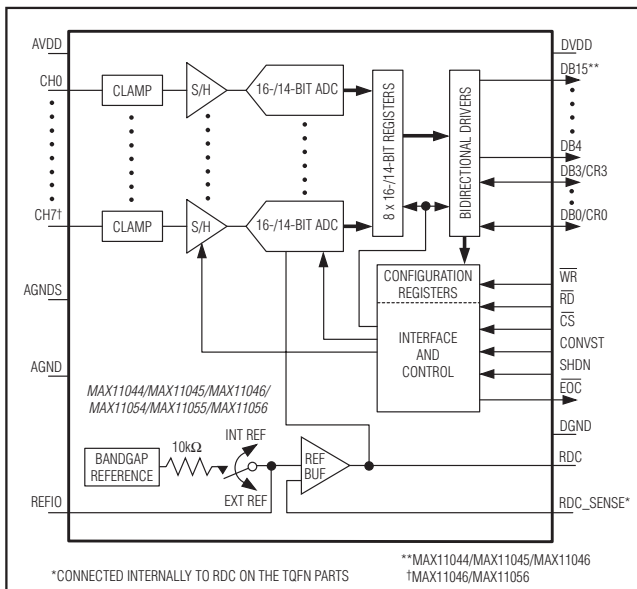 AVDD
DVDD
CH0
CLAMP
S/H
16-/14-BIT ADC
8 x 16-/14-BIT REGISTERS
BIDIRECTIONAL DRIVERS
DB15**
DB4
DB3/CR3
DB0/CR0
CH7†
CLAMP
S/H
16-/14-BIT ADC
CONFIGURATION
REGISTERS
INTERFACE
AND
CONTROL
WR
RD
CS
CONVST
SHDN
EOC
AGNDS
AGND
DGND
MAX11044/MAX11045/MAX11046/
MAX11054/MAX11055/MAX11056
BANDGAP
REFERENCE
10kΩ
INT REF
EXT REF
REF
BUF
RDC
REFIO
RDC_SENSE*
*CONNECTED INTERNALLY TO RDC ON THE TQFN PARTS
**MAX11044/MAX11045/MAX11046
†MAX11046/MAX11056